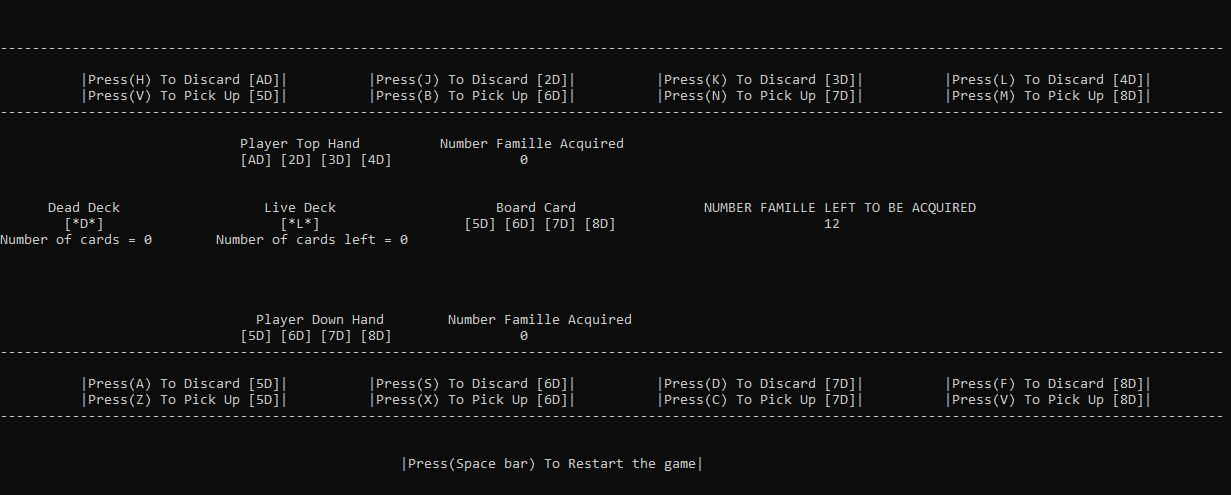 |Press(H) To Discard [AD]| |Press(J) To Discard [2D]| |Press(K) To Discard [3D]| |Press(L) To Discard [4D]|
|Press(V) To Pick Up [5D]| |Press(B) To Pick Up [6D]| |Press(N) To Pick Up [7D]| |Press(M) To Pick Up [8D]|
Player Top Hand Number Famille Acquired
[AD] [2D] [3D] [4D] 0
Dead Deck Live Deck Board Card NUMBER FAMILLE LEFT TO BE ACQUIRED
[*D*] [*L*] [5D] [6D] [7D] [8D] 12
Number of cards = 0 Number of cards left = 0
Player Down Hand Number Famille Acquired
[5D] [6D] [7D] [8D] 0
|Press(A) To Discard [5D]| |Press(S) To Discard [6D]| |Press(D) To Discard [7D]| |Press(F) To Discard [8D]|
|Press(Z) To Pick Up [5D]| |Press(X) To Pick Up [6D]| |Press(C) To Pick Up [7D]| |Press(V) To Pick Up [8D]|
|Press(Space bar) To Restart the game|